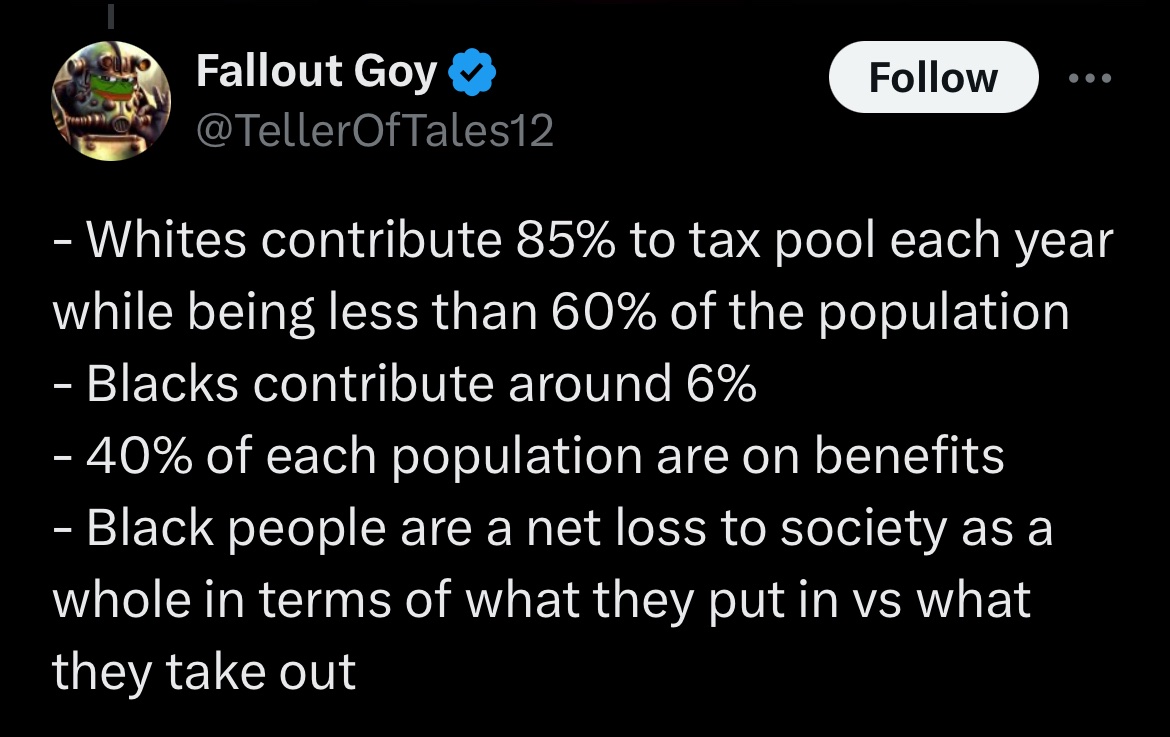 Fallout Goy
Follow
@TellerOfTales12
- Whites contribute 85% to tax pool each year
while being less than 60% of the population
- Blacks contribute around 6%
- 40% of each population are on benefits
- Black people are a net loss to society as a
whole in terms of what they put in vs what
they take out